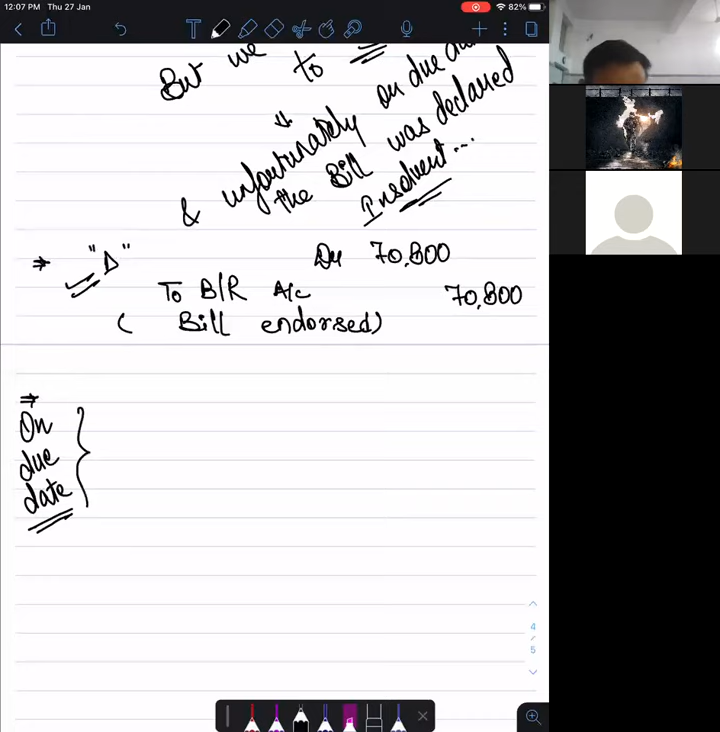 12:07 PM Thu 27 Jan
82%
But we to
on due
& unfortunately
the Bill was declared
Insolvent...
⇒ "D" Dr 70,800
To B/R A/c 70,800
( Bill endorsed)
⇒
On
due
date
4
5